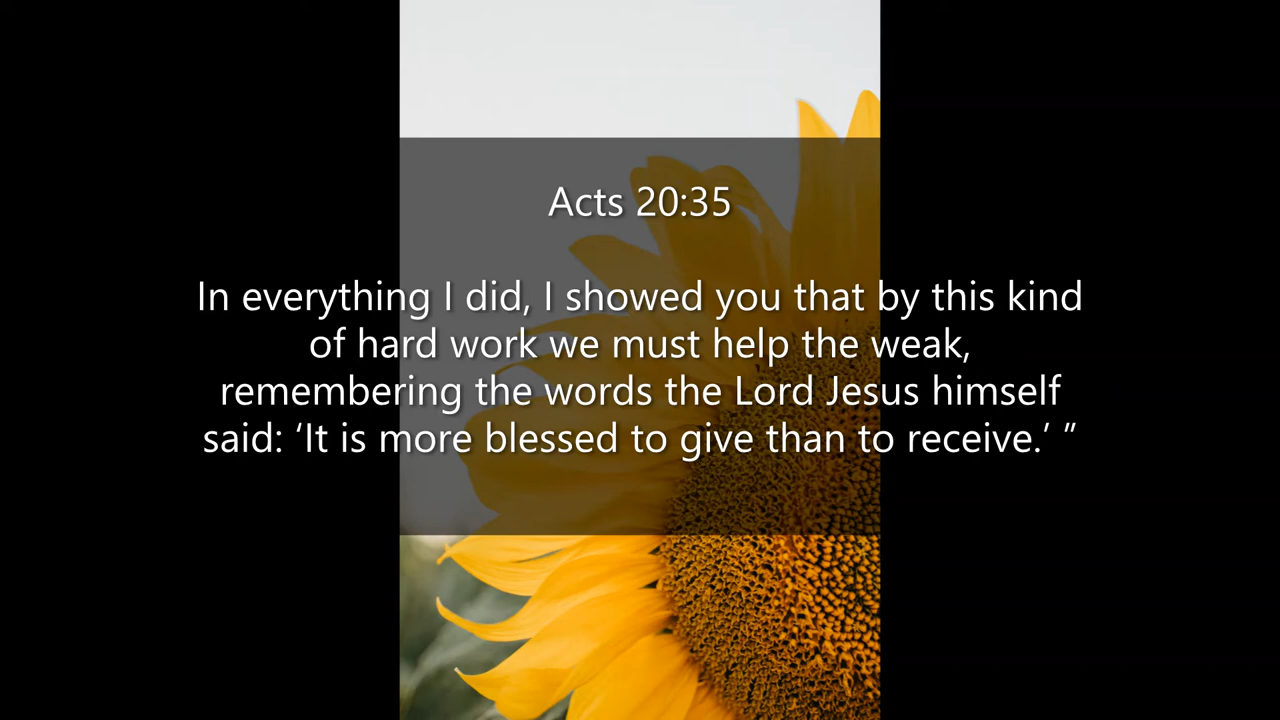 Acts 20:35
In everything I did, I showed you that by this kind
of hard work we must help the weak,
remembering the words the Lord Jesus himself
said: ‘It is more blessed to give than to receive.’ ”